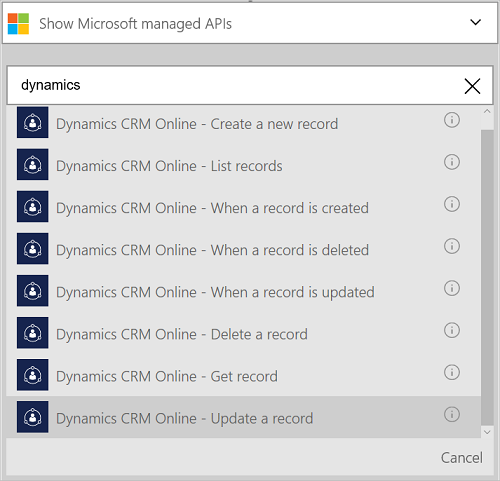 Show Microsoft managed APIs
dynamics
Dynamics CRM Online - Create a new record
Dynamics CRM Online - List records
Dynamics CRM Online - When a record is created
Dynamics CRM Online - When a record is deleted
Dynamics CRM Online - When a record is updated
Dynamics CRM Online - Delete a record
Dynamics CRM Online - Get record
Dynamics CRM Online - Update a record
Cancel